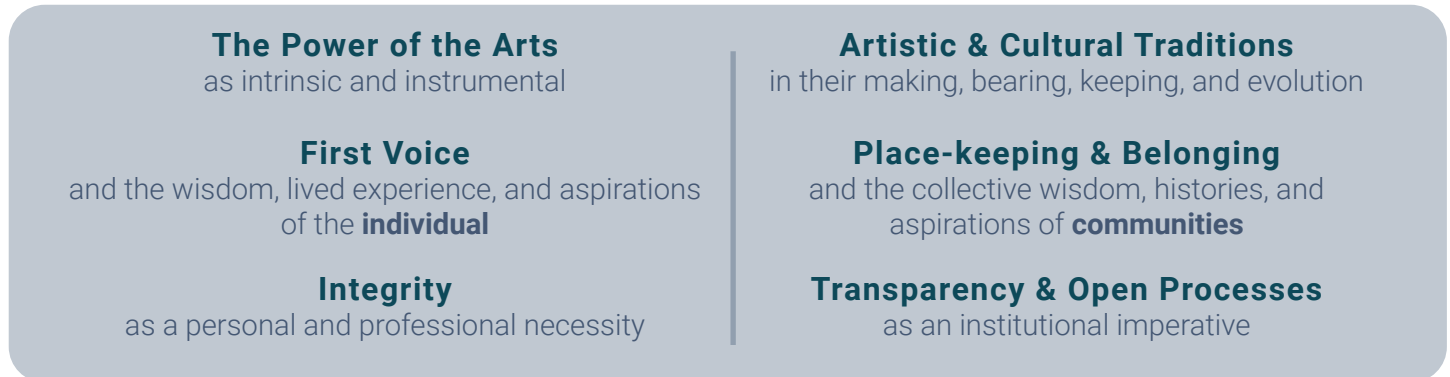 The Power of the Arts
as intrinsic and instrumental
First Voice
and the wisdom, lived experience, and aspirations
of the individual
Integrity
as a personal and professional necessity
Artistic & Cultural Traditions
in their making, bearing, keeping, and evolution
Place-keeping & Belonging
and the collective wisdom, histories, and
aspirations of communities
Transparency & Open Processes
as an institutional imperative